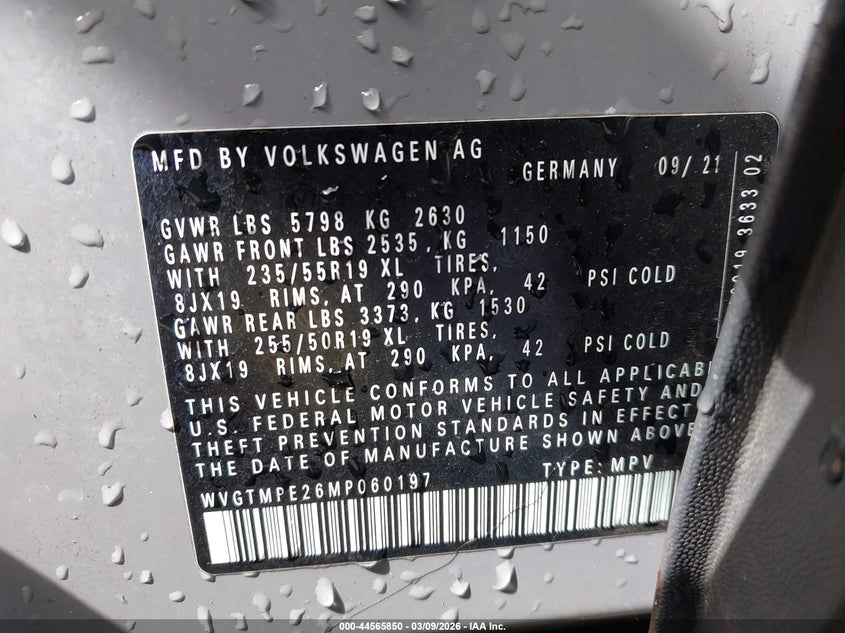 MFD BY VOLKSWAGEN AG GERMANY 09/ 21
GVWR LBS 5798 KG 2630
GAWR FRONT LBS 2535, KG 1150
WITH 235/55R19 XL TIRES,
8JX19 RIMS, AT 290 KPA, 42 PSI COLD
GAWR REAR LBS 3373, KG 1530
WITH 255/50R19 XL TIRES,
8JX19 RIMS, AT 290 KPA, 42 PSI COLD
THIS VEHICLE CONFORMS TO ALL APPLICABL
U.S. FEDERAL MOTOR VEHICLE SAFETY AND
THEFT PREVENTION STANDARDS IN EFFECT
THE DATE OF MANUFACTURE SHOWN ABOVE
WVGTMPE26MP060197 TYPE: MPV
3633 02
000-44565850 - 03/09/2026 - IAA Inc.